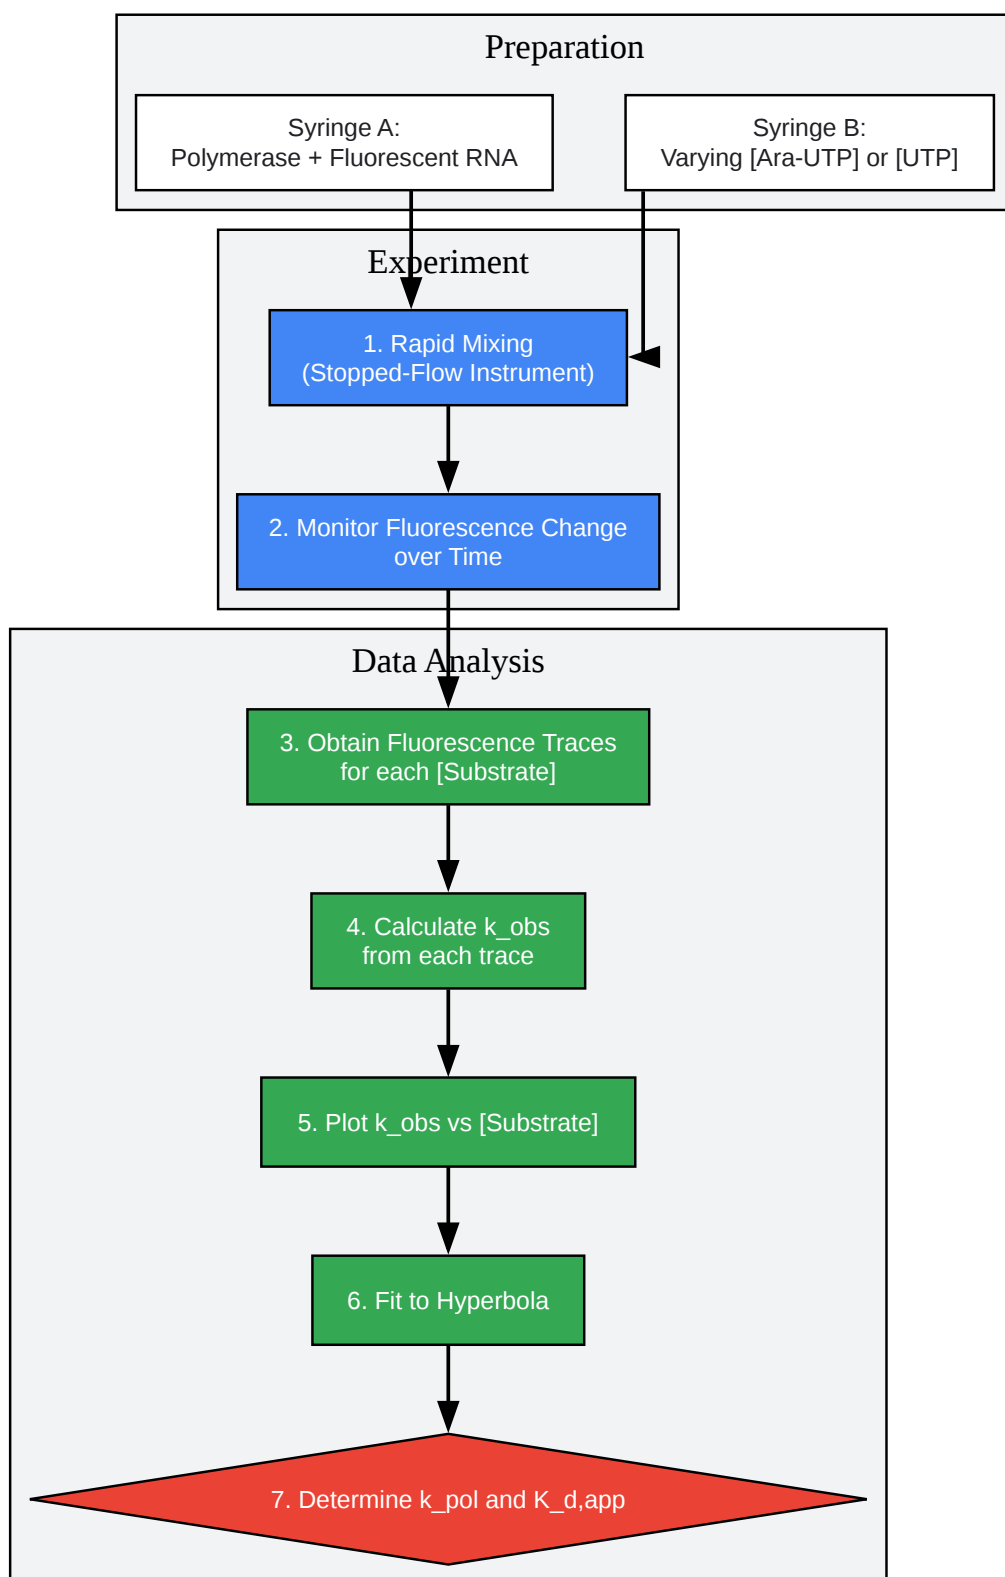 Preparation
Syringe A:
Polymerase + Fluorescent RNA
Syringe B:
Varying [Ara-UTP] or [UTP]
Experiment
1. Rapid Mixing
(Stopped-Flow Instrument)
2. Monitor Fluorescence Change
over Time
Data Analysis
3. Obtain Fluorescence Traces
for each [Substrate]
4. Calculate k_obs
from each trace
5. Plot k_obs vs [Substrate]
6. Fit to Hyperbola
7. Determine k_pol and K_d,app